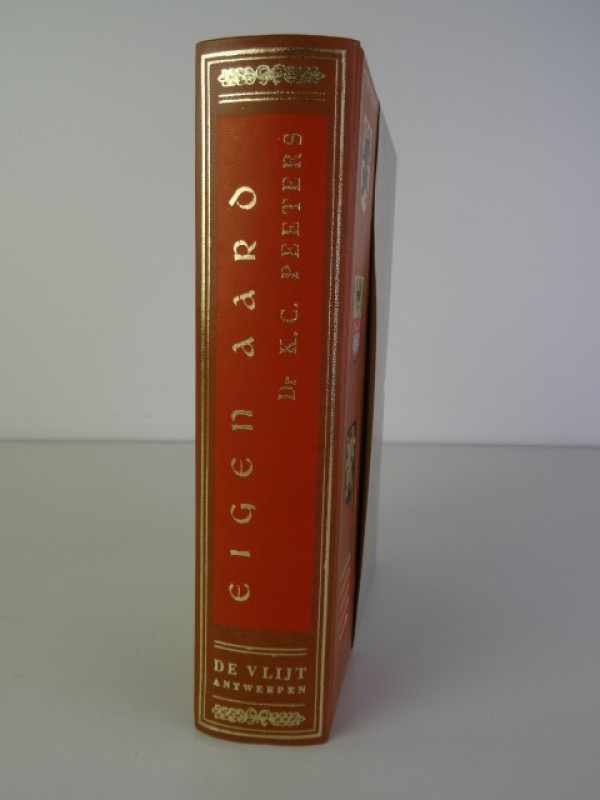 EIGEN AARD
Dr K.C. PEETERS
DE VLIJT
ANTWERPEN